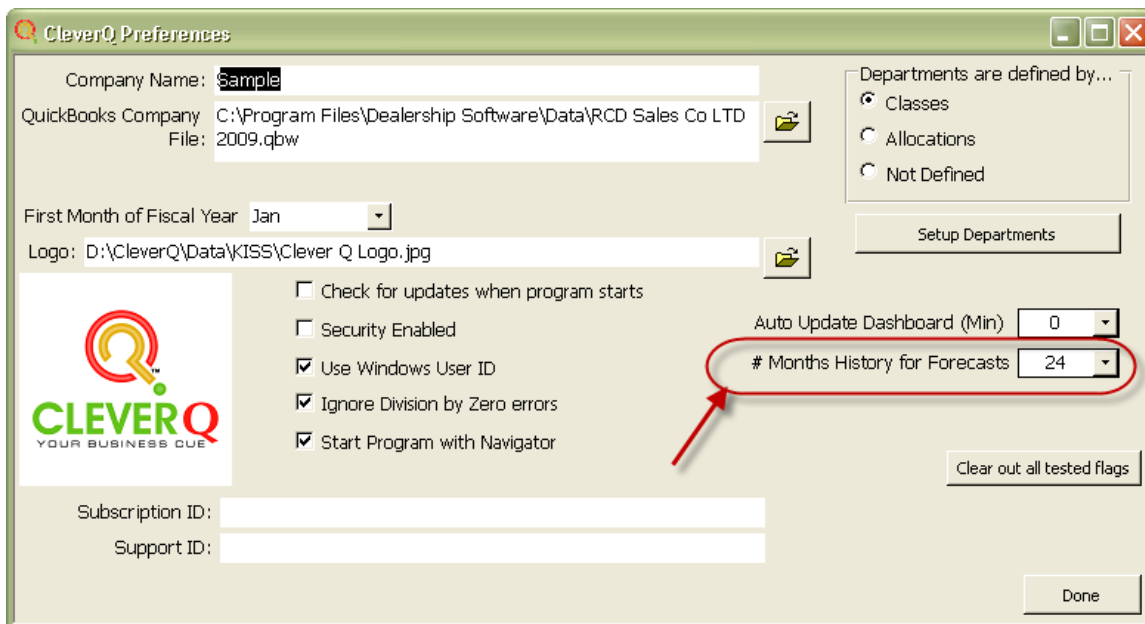 CleverQ Preferences
Company Name: Sample
QuickBooks Company File: C:\Program Files\Dealership Software\Data\RCD Sales Co LTD
2009.qbw
Departments are defined by...
Classes
Allocations
Not Defined
First Month of Fiscal Year Jan
Setup Departments
Logo: D:\CleverQ\Data\KISS\Clever Q Logo.jpg
CLEVERQ™
YOUR BUSINESS CUE
Check for updates when program starts
Security Enabled
Use Windows User ID
Ignore Division by Zero errors
Start Program with Navigator
Auto Update Dashboard (Min) 0
# Months History for Forecasts 24
Clear out all tested flags
Subscription ID:
Support ID:
Done